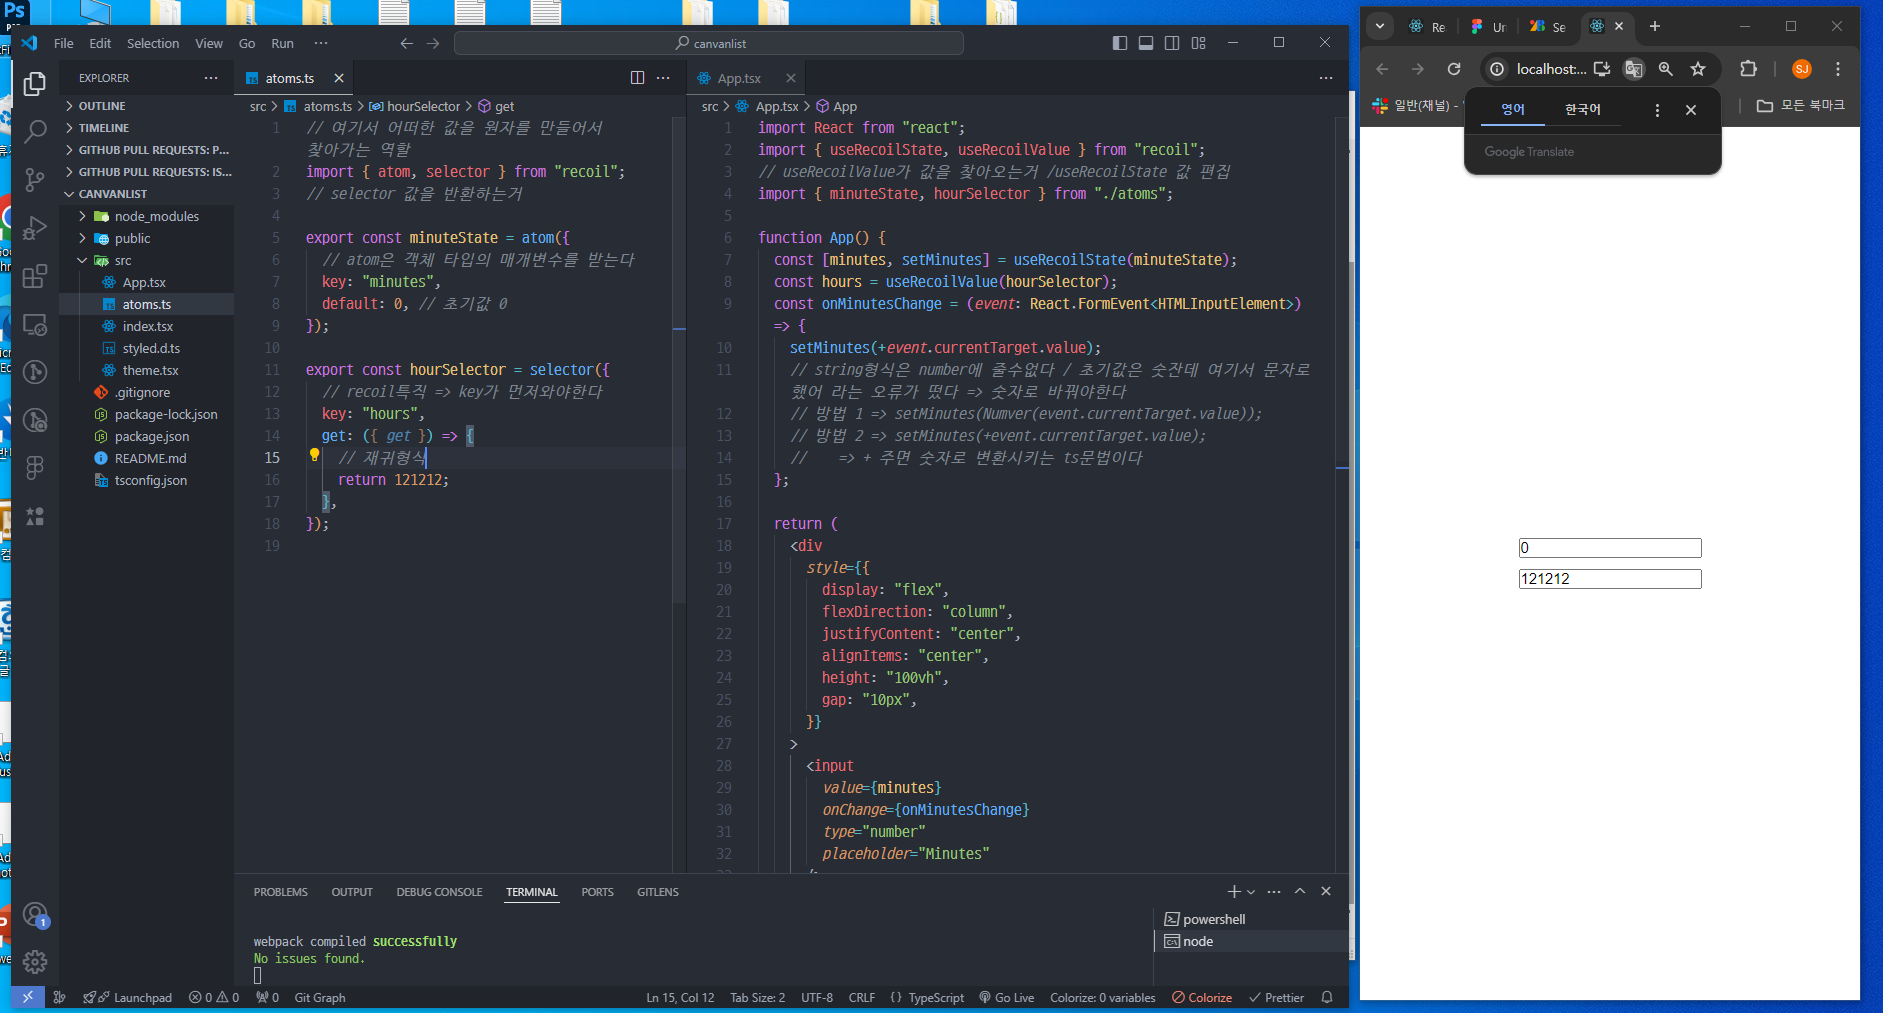 File Edit Selection View Go Run ··· canvanlist
EXPLORER ···
OUTLINE
TIMELINE
GITHUB PULL REQUESTS: P...
GITHUB PULL REQUESTS: IS...
CANVANLIST
node_modules
public
src
App.tsx
atoms.ts
index.tsx
styled.d.ts
theme.tsx
.gitignore
package-lock.json
package.json
README.md
tsconfig.json
atoms.ts
src > atoms.ts > hourSelector > get
1 // 여기서 어떠한 값을 원자를 만들어서
찾아가는 역할
2 import { atom, selector } from "recoil";
3 // selector 값을 반환하는거
4
5 export const minuteState = atom({
6 // atom은 객체 타입의 매개변수를 받는다
7 key: "minutes",
8 default: 0, // 초기값 0
9 });
10
11 export const hourSelector = selector({
12 // recoil특직 => key가 먼저와야한다
13 key: "hours",
14 get: ({ get }) => {
15 // 재귀형식
16 return 121212;
17 },
18 });
19
App.tsx
src > App.tsx > App
1 import React from "react";
2 import { useRecoilState, useRecoilValue } from "recoil";
3 // useRecoilValue가 값을 찾아오는거 /useRecoilState 값 편집
4 import { minuteState, hourSelector } from "./atoms";
5
6 function App() {
7 const [minutes, setMinutes] = useRecoilState(minuteState);
8 const hours = useRecoilValue(hourSelector);
9 const onMinutesChange = (event: React.FormEvent<HTMLInputElement>)
=> {
10 setMinutes(+event.currentTarget.value);
11 // string형식은 number에 줄수없다 / 초기값은 숫잔데 여기서 문자로
했어 라는 오류가 떴다 => 숫자로 바꿔야한다
12 // 방법 1 => setMinutes(Numver(event.currentTarget.value));
13 // 방법 2 => setMinutes(+event.currentTarget.value);
14 // => + 주면 숫자로 변환시키는 ts문법이다
15 };
16
17 return (
18 <div
19 style={{
20 display: "flex",
21 flexDirection: "column",
22 justifyContent: "center",
23 alignItems: "center",
24 height: "100vh",
25 gap: "10px",
26 }}
27 >
28 <input
29 value={minutes}
30 onChange={onMinutesChange}
31 type="number"
32 placeholder="Minutes"
PROBLEMS OUTPUT DEBUG CONSOLE TERMINAL PORTS GITLENS
webpack compiled successfully
No issues found.
powershell
node
Launchpad 0 0 0 Git Graph
Ln 15, Col 12 Tab Size: 2 UTF-8 CRLF {} TypeScript Go Live Colorize: 0 variables Colorize Prettier
1
Ps
Re Un Se
localhost:... SJ
일반(채널) - 모든 북마크
영어 한국어
Google Translate
0
121212